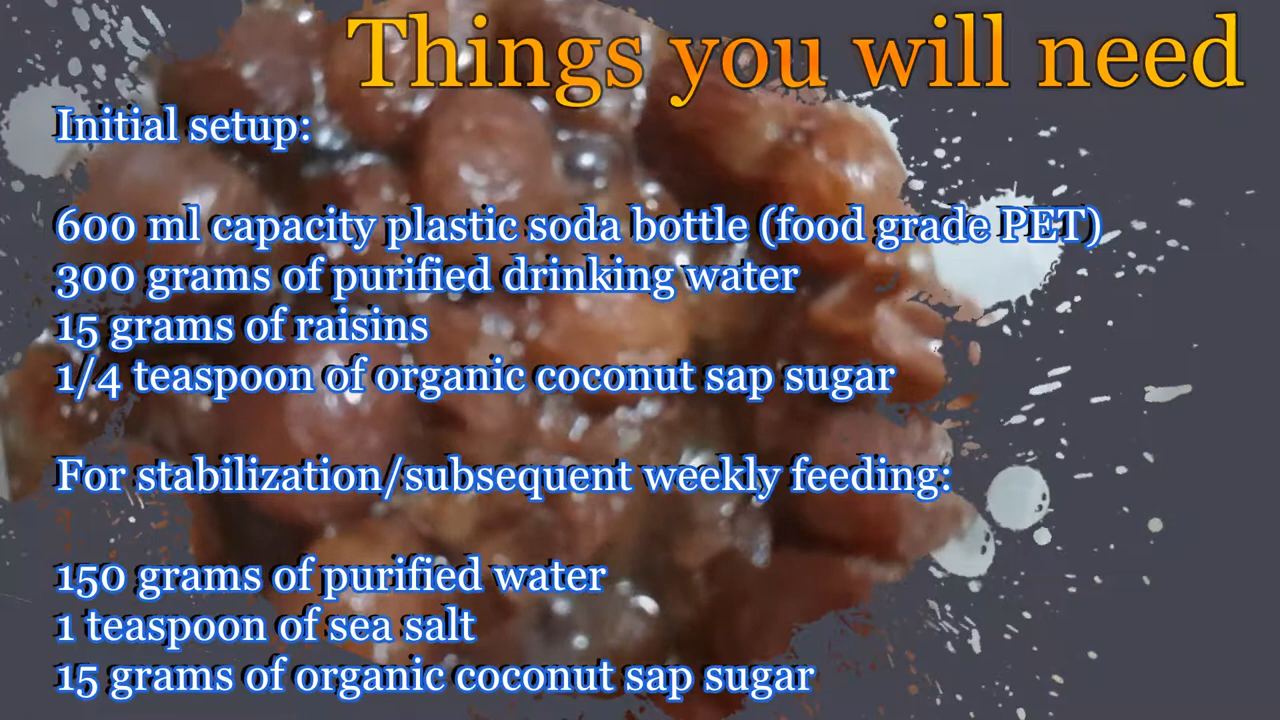 Things you will need
Initial setup:
600 ml capacity plastic soda bottle (food grade PET)
300 grams of purified drinking water
15 grams of raisins
1/4 teaspoon of organic coconut sap sugar
For stabilization/subsequent weekly feeding:
150 grams of purified water
1 teaspoon of sea salt
15 grams of organic coconut sap sugar